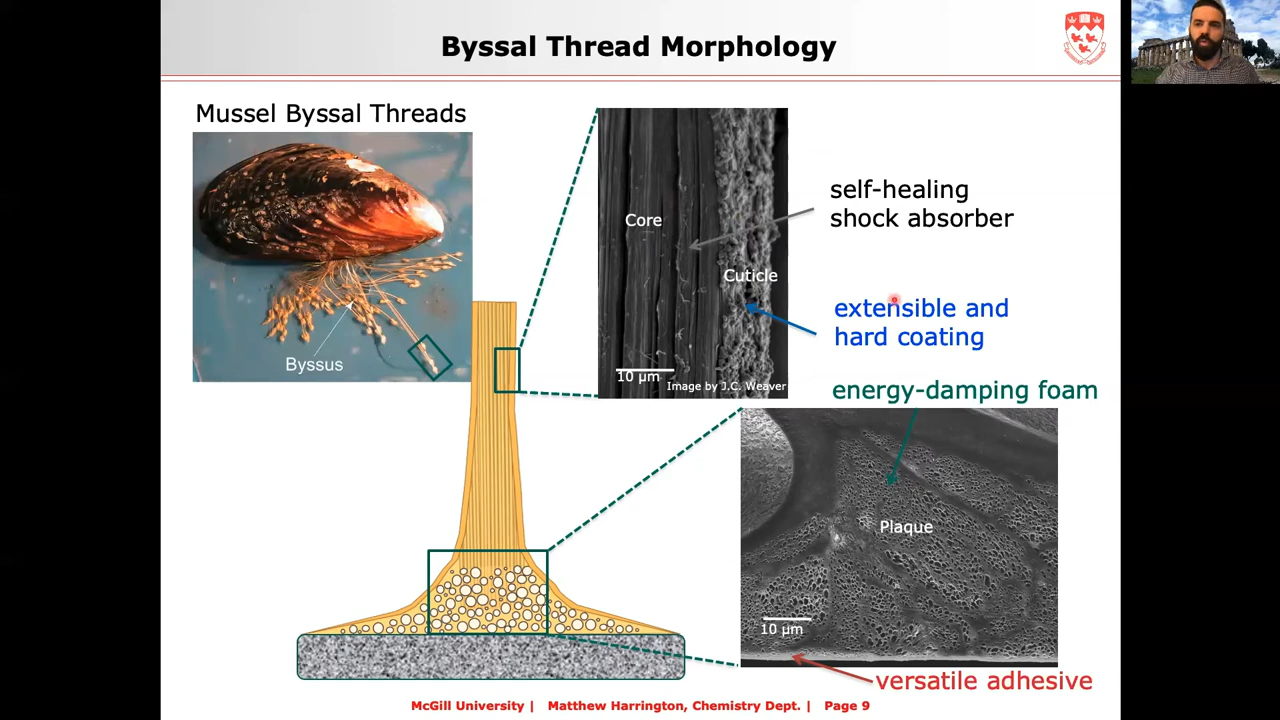 Byssal Thread Morphology
Mussel Byssal Threads
Byssus
Core
Cuticle
10 µm
Image by J.C. Weaver
self-healing
shock absorber
extensible and
hard coating
energy-damping foam
Plaque
10 µm
versatile adhesive
McGill University | Matthew Harrington, Chemistry Dept. | Page 9